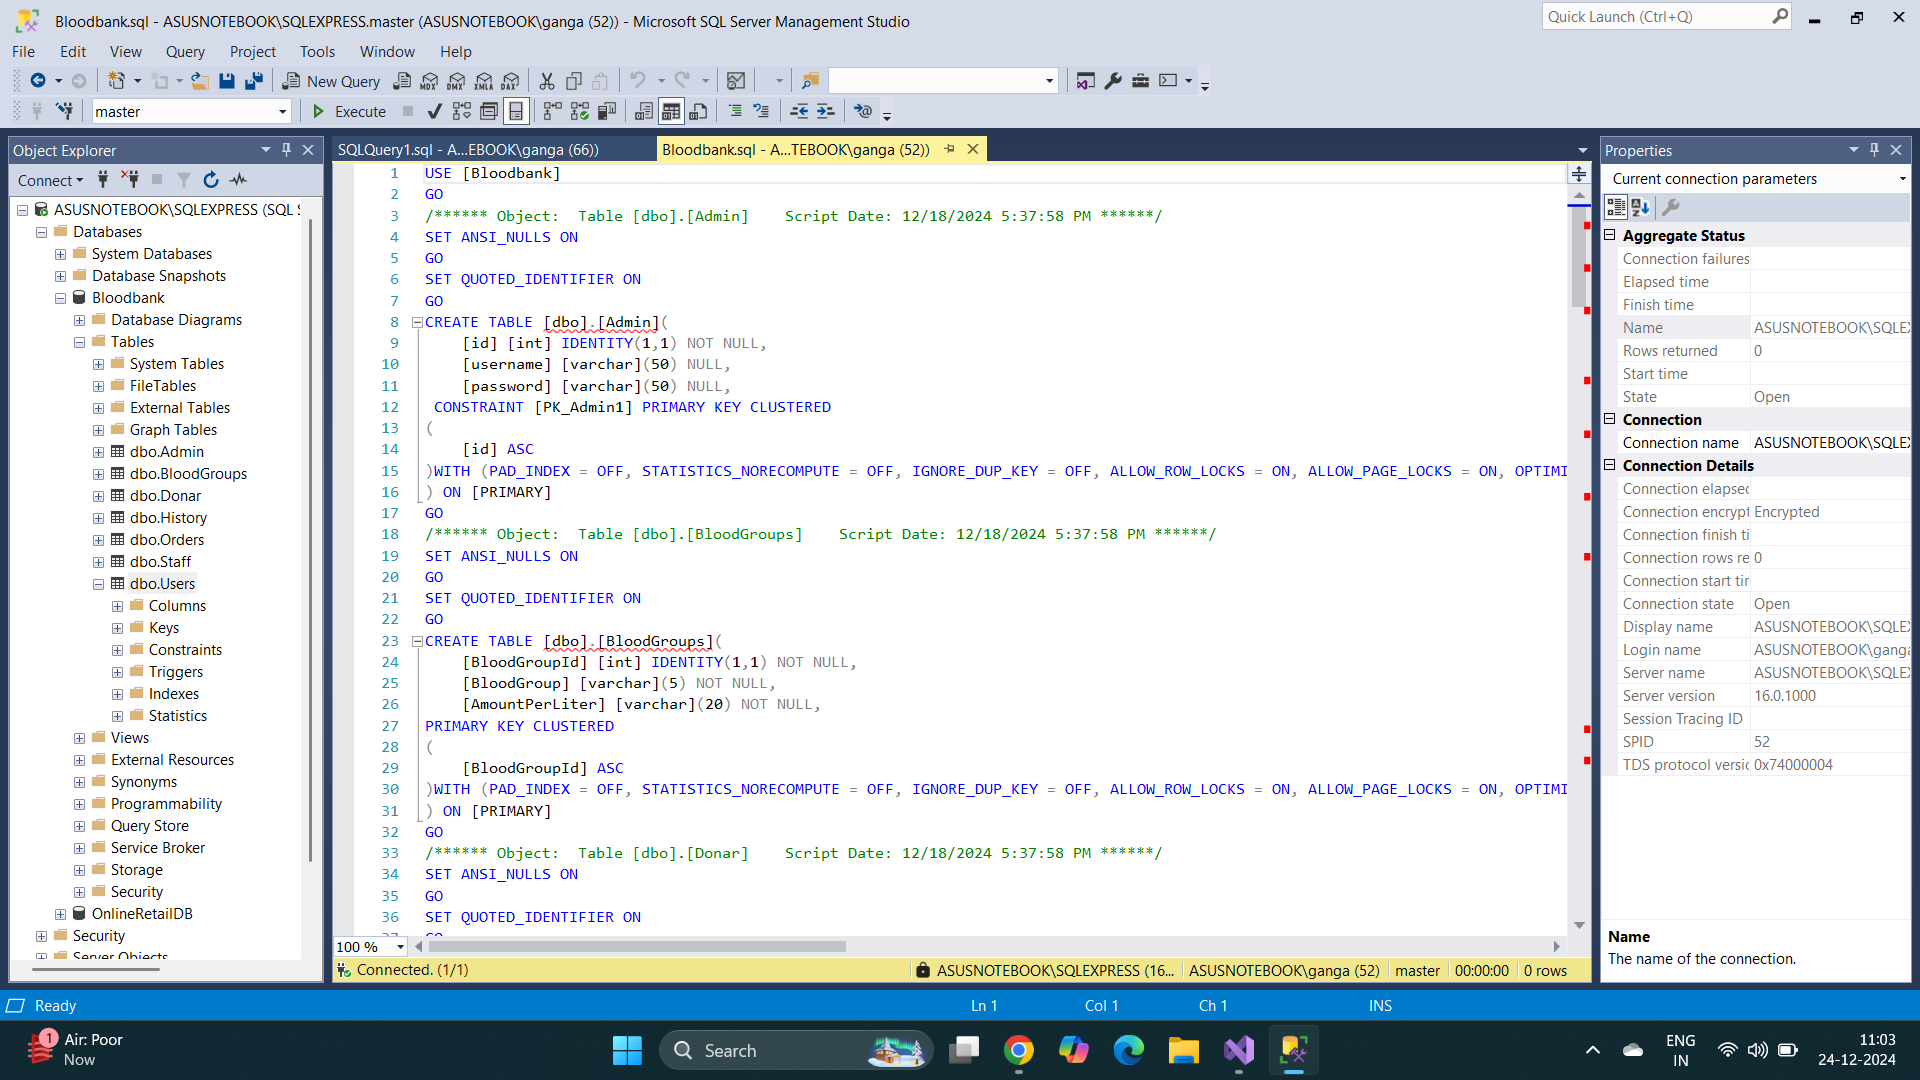 Bloodbank.sql - ASUSNOTEBOOK\SQLEXPRESS.master (ASUSNOTEBOOK\ganga (52)) - Microsoft SQL Server Management Studio
Quick Launch (Ctrl+Q)
File Edit View Query Project Tools Window Help
New Query
MDX DMX XMLA DAX
master
Execute
Object Explorer
SQLQuery1.sql - A...EBOOK\ganga (66))
Bloodbank.sql - A...TEBOOK\ganga (52))
Properties
Connect
Current connection parameters
ASUSNOTEBOOK\SQLEXPRESS (SQL S
Databases
System Databases
Database Snapshots
Bloodbank
Database Diagrams
Tables
System Tables
FileTables
External Tables
Graph Tables
dbo.Admin
dbo.BloodGroups
dbo.Donar
dbo.History
dbo.Orders
dbo.Staff
dbo.Users
Columns
Keys
Constraints
Triggers
Indexes
Statistics
Views
External Resources
Synonyms
Programmability
Query Store
Service Broker
Storage
Security
OnlineRetailDB
Security
Server Objects
1 USE [Bloodbank]
2 GO
3 /****** Object:  Table [dbo].[Admin]    Script Date: 12/18/2024 5:37:58 PM ******/
4 SET ANSI_NULLS ON
5 GO
6 SET QUOTED_IDENTIFIER ON
7 GO
8 CREATE TABLE [dbo].[Admin](
9 [id] [int] IDENTITY(1,1) NOT NULL,
10 [username] [varchar](50) NULL,
11 [password] [varchar](50) NULL,
12 CONSTRAINT [PK_Admin1] PRIMARY KEY CLUSTERED
13 (
14 [id] ASC
15 )WITH (PAD_INDEX = OFF, STATISTICS_NORECOMPUTE = OFF, IGNORE_DUP_KEY = OFF, ALLOW_ROW_LOCKS = ON, ALLOW_PAGE_LOCKS = ON, OPTIMI
16 ) ON [PRIMARY]
17 GO
18 /****** Object:  Table [dbo].[BloodGroups]    Script Date: 12/18/2024 5:37:58 PM ******/
19 SET ANSI_NULLS ON
20 GO
21 SET QUOTED_IDENTIFIER ON
22 GO
23 CREATE TABLE [dbo].[BloodGroups](
24 [BloodGroupId] [int] IDENTITY(1,1) NOT NULL,
25 [BloodGroup] [varchar](5) NOT NULL,
26 [AmountPerLiter] [varchar](20) NOT NULL,
27 PRIMARY KEY CLUSTERED
28 (
29 [BloodGroupId] ASC
30 )WITH (PAD_INDEX = OFF, STATISTICS_NORECOMPUTE = OFF, IGNORE_DUP_KEY = OFF, ALLOW_ROW_LOCKS = ON, ALLOW_PAGE_LOCKS = ON, OPTIMI
31 ) ON [PRIMARY]
32 GO
33 /****** Object:  Table [dbo].[Donar]    Script Date: 12/18/2024 5:37:58 PM ******/
34 SET ANSI_NULLS ON
35 GO
36 SET QUOTED_IDENTIFIER ON
37 GO
100 %
Connected. (1/1)
ASUSNOTEBOOK\SQLEXPRESS (16... ASUSNOTEBOOK\ganga (52) master 00:00:00 0 rows
Aggregate Status
Connection failures
Elapsed time
Finish time
Name ASUSNOTEBOOK\SQLEX
Rows returned 0
Start time
State Open
Connection
Connection name ASUSNOTEBOOK\SQLEX
Connection Details
Connection elapsed
Connection encrypt Encrypted
Connection finish ti
Connection rows re 0
Connection start tir
Connection state Open
Display name ASUSNOTEBOOK\SQLEX
Login name ASUSNOTEBOOK\ganga
Server name ASUSNOTEBOOK\SQLEX
Server version 16.0.1000
Session Tracing ID
SPID 52
TDS protocol versic 0x74000004
Name
The name of the connection.
Ready Ln 1 Col 1 Ch 1 INS
1
Air: Poor
Now
Search
ENG
IN
11:03
24-12-2024